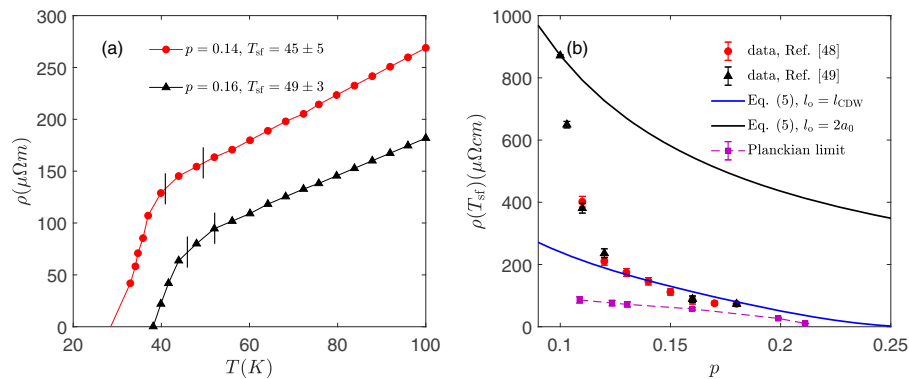 (a)
p = 0.14, T_sf = 45 ± 5
p = 0.16, T_sf = 49 ± 3
ρ(μΩm)
300
250
200
150
100
50
0
20
40
60
80
100
T(K)
(b)
data, Ref. [48]
data, Ref. [49]
Eq. (5), l_o = l_CDW
Eq. (5), l_o = 2a_0
Planckian limit
ρ(T_sf)(μΩcm)
1000
800
600
400
200
0
0.1
0.15
0.2
0.25
p